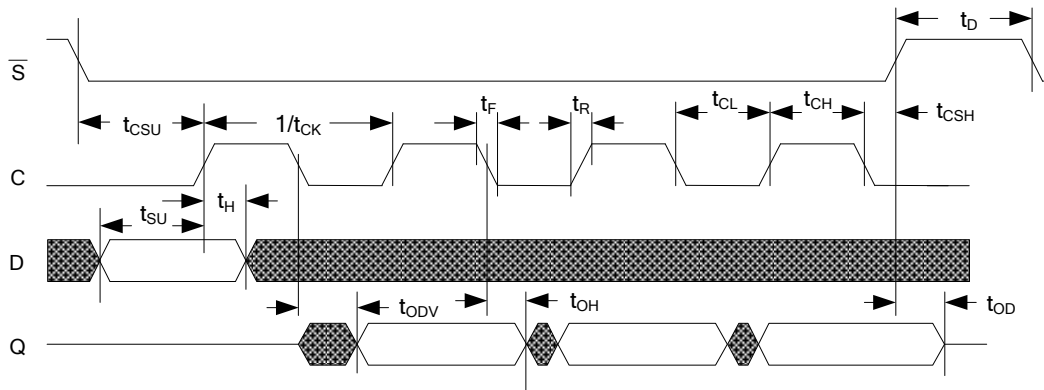 t_D
S̅
t_F
t_R
t_CL
t_CH
t_CSU
1/t_CK
t_CSH
C
t_SU
t_H
D
t_ODV
t_OH
t_OD
Q